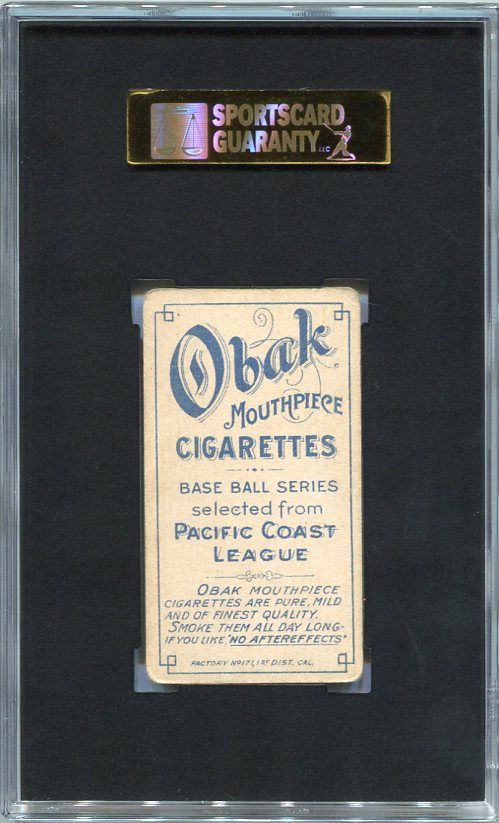 SPORTSCARD
GUARANTY LLC
Obak
MOUTHPIECE
CIGARETTES
BASE BALL SERIES
selected from
PACIFIC COAST
LEAGUE
OBAK MOUTHPIECE
CIGARETTES ARE PURE, MILD
AND OF FINEST QUALITY.
SMOKE THEM ALL DAY LONG-
IF YOU LIKE 'NO AFTEREFFECTS'
FACTORY No 171, 1ST DIST. CAL.